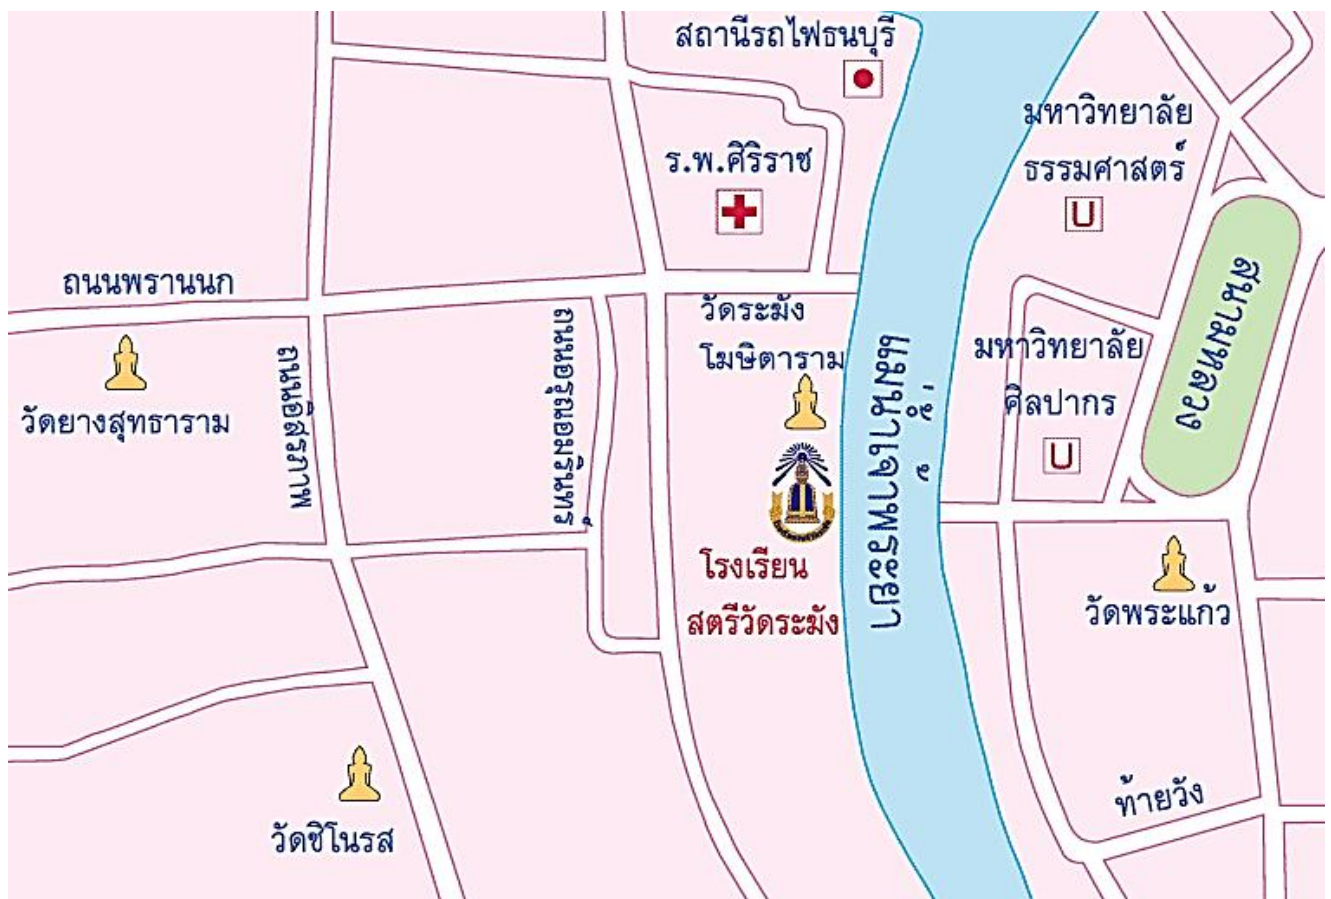 สถานีรถไฟธนบุรี
มหาวิทยาลัย
ธรรมศาสตร์
U
ร.พ.ศิริราช
ถนนพรานนก
วัดระฆัง
โฆษิตาราม
สนามหลวง
มหาวิทยาลัย
ศิลปากร
U
แม่น้ำเจ้าพระยา
ถนนอรุณอมรินทร์
ถนนอิสรภาพ
วัดยางสุทธาราม
โรงเรียน
สตรีวัดระฆัง
วัดพระแก้ว
ท้ายวัง
วัดชิโนรส